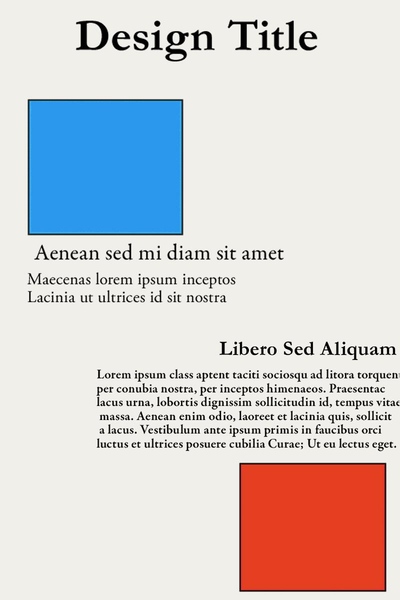 Design Title
Aenean sed mi diam sit amet
Maecenas lorem ipsum inceptos
Lacinia ut ultrices id sit nostra
Libero Sed Aliquam
Lorem ipsum class aptent taciti sociosqu ad litora torquent
per conubia nostra, per inceptos himenaeos. Praesentac
lacus urna, lobortis dignissim sollicitudin id, tempus vitae
massa. Aenean enim odio, laoreet et lacinia quis, sollicit
a lacus. Vestibulum ante ipsum primis in faucibus orci
luctus et ultrices posuere cubilia Curae; Ut eu lectus eget.